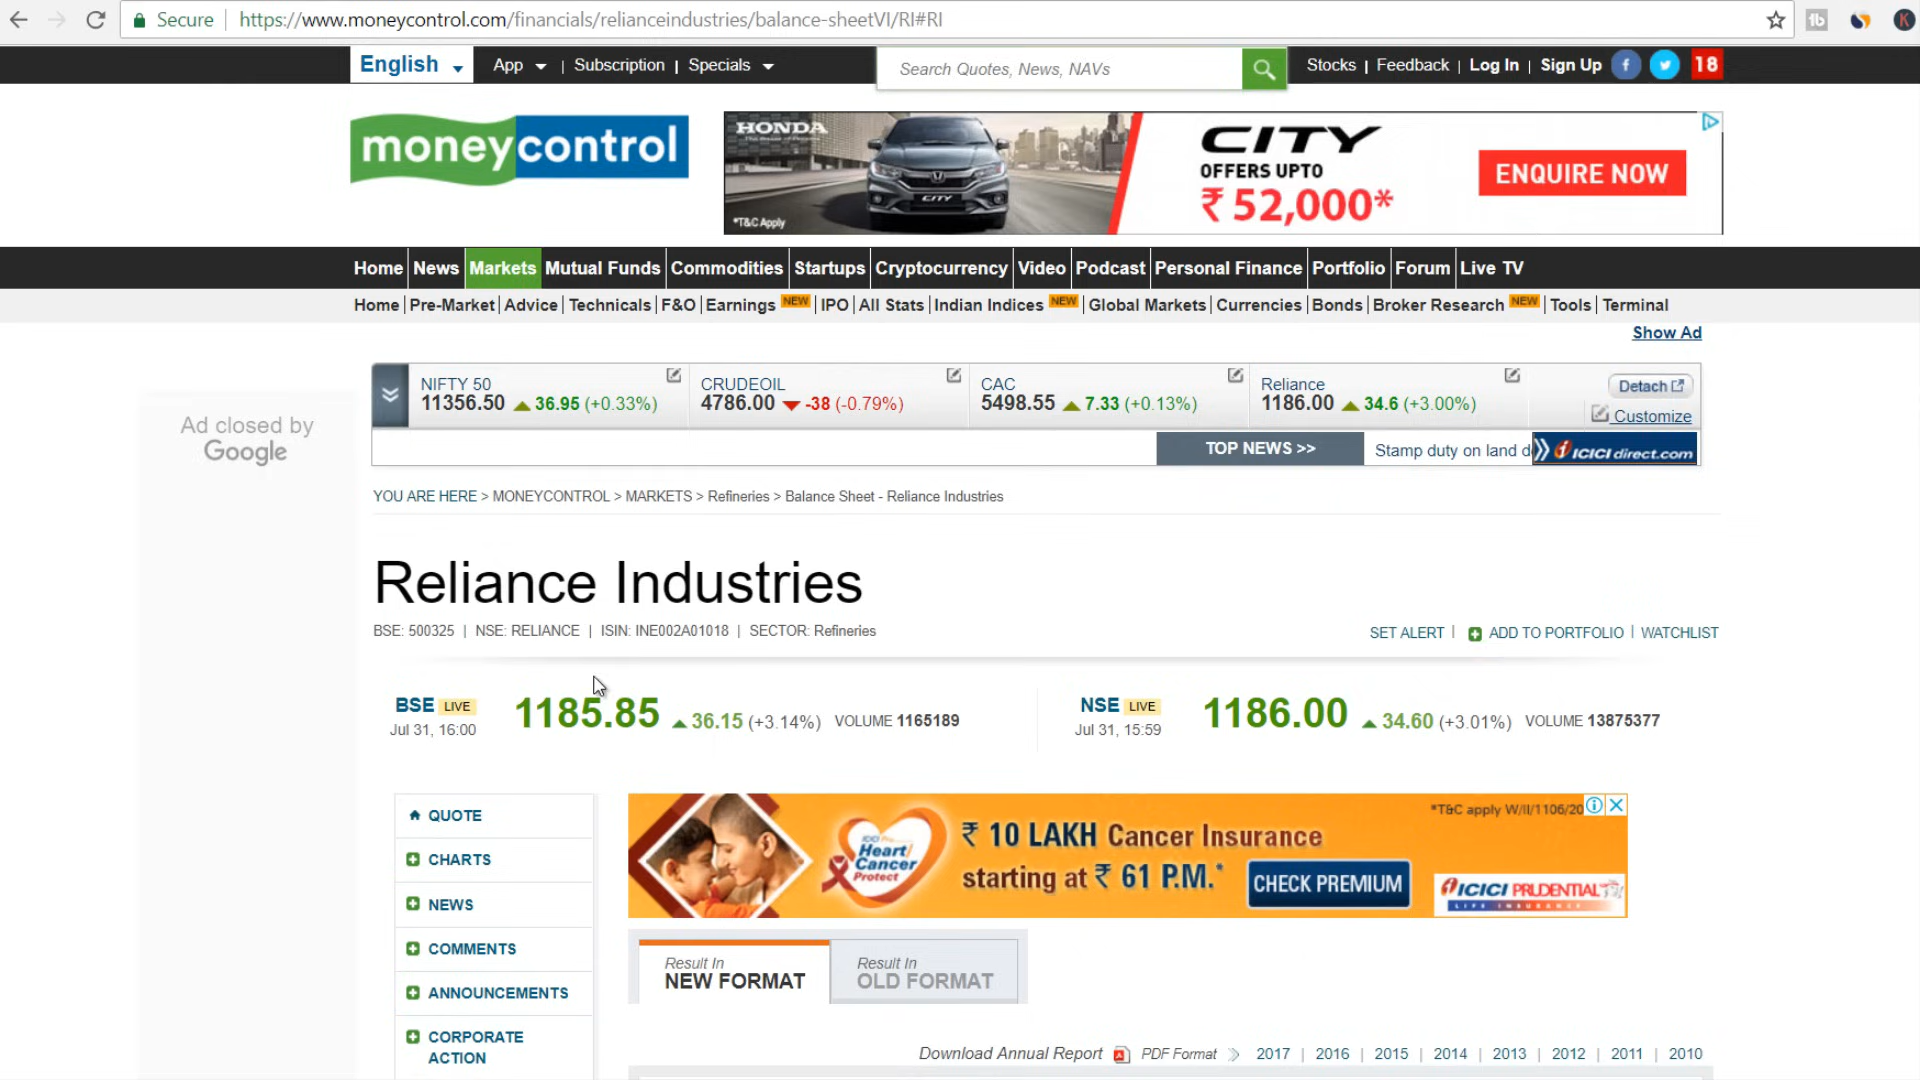 Secure https://www.moneycontrol.com/financials/relianceindustries/balance-sheetVI/RI#RI
English App | Subscription | Specials Search Quotes, News, NAVs Stocks | Feedback | Log In | Sign Up f 18
moneycontrol
HONDA
CITY
OFFERS UPTO
₹ 52,000*
ENQUIRE NOW
CITY
*T&C Apply
Home News Markets Mutual Funds Commodities Startups Cryptocurrency Video Podcast Personal Finance Portfolio Forum Live TV
Home Pre-Market Advice Technicals F&O Earnings NEW IPO All Stats Indian Indices NEW Global Markets Currencies Bonds Broker Research NEW Tools Terminal
Show Ad
NIFTY 50 CRUDEOIL CAC Reliance Detach
11356.50 36.95 (+0.33%) 4786.00 -38 (-0.79%) 5498.55 7.33 (+0.13%) 1186.00 34.6 (+3.00%)
Customize
Ad closed by
Google
TOP NEWS >> Stamp duty on land d ICICI direct.com
YOU ARE HERE > MONEYCONTROL > MARKETS > Refineries > Balance Sheet - Reliance Industries
Reliance Industries
BSE: 500325 | NSE: RELIANCE | ISIN: INE002A01018 | SECTOR: Refineries
SET ALERT | ADD TO PORTFOLIO | WATCHLIST
BSE LIVE 1185.85 36.15 (+3.14%) VOLUME 1165189
Jul 31, 16:00
NSE LIVE 1186.00 34.60 (+3.01%) VOLUME 13875377
Jul 31, 15:59
QUOTE
CHARTS
NEWS
COMMENTS
ANNOUNCEMENTS
CORPORATE
ACTION
*T&C apply W/II/1106/20
₹ 10 LAKH Cancer Insurance
starting at ₹ 61 P.M.*
CHECK PREMIUM
Heart/
Cancer
Protect
ICICI PRUDENTIAL
LIFE INSURANCE
Result In
NEW FORMAT
Result In
OLD FORMAT
Download Annual Report PDF Format 2017 | 2016 | 2015 | 2014 | 2013 | 2012 | 2011 | 2010